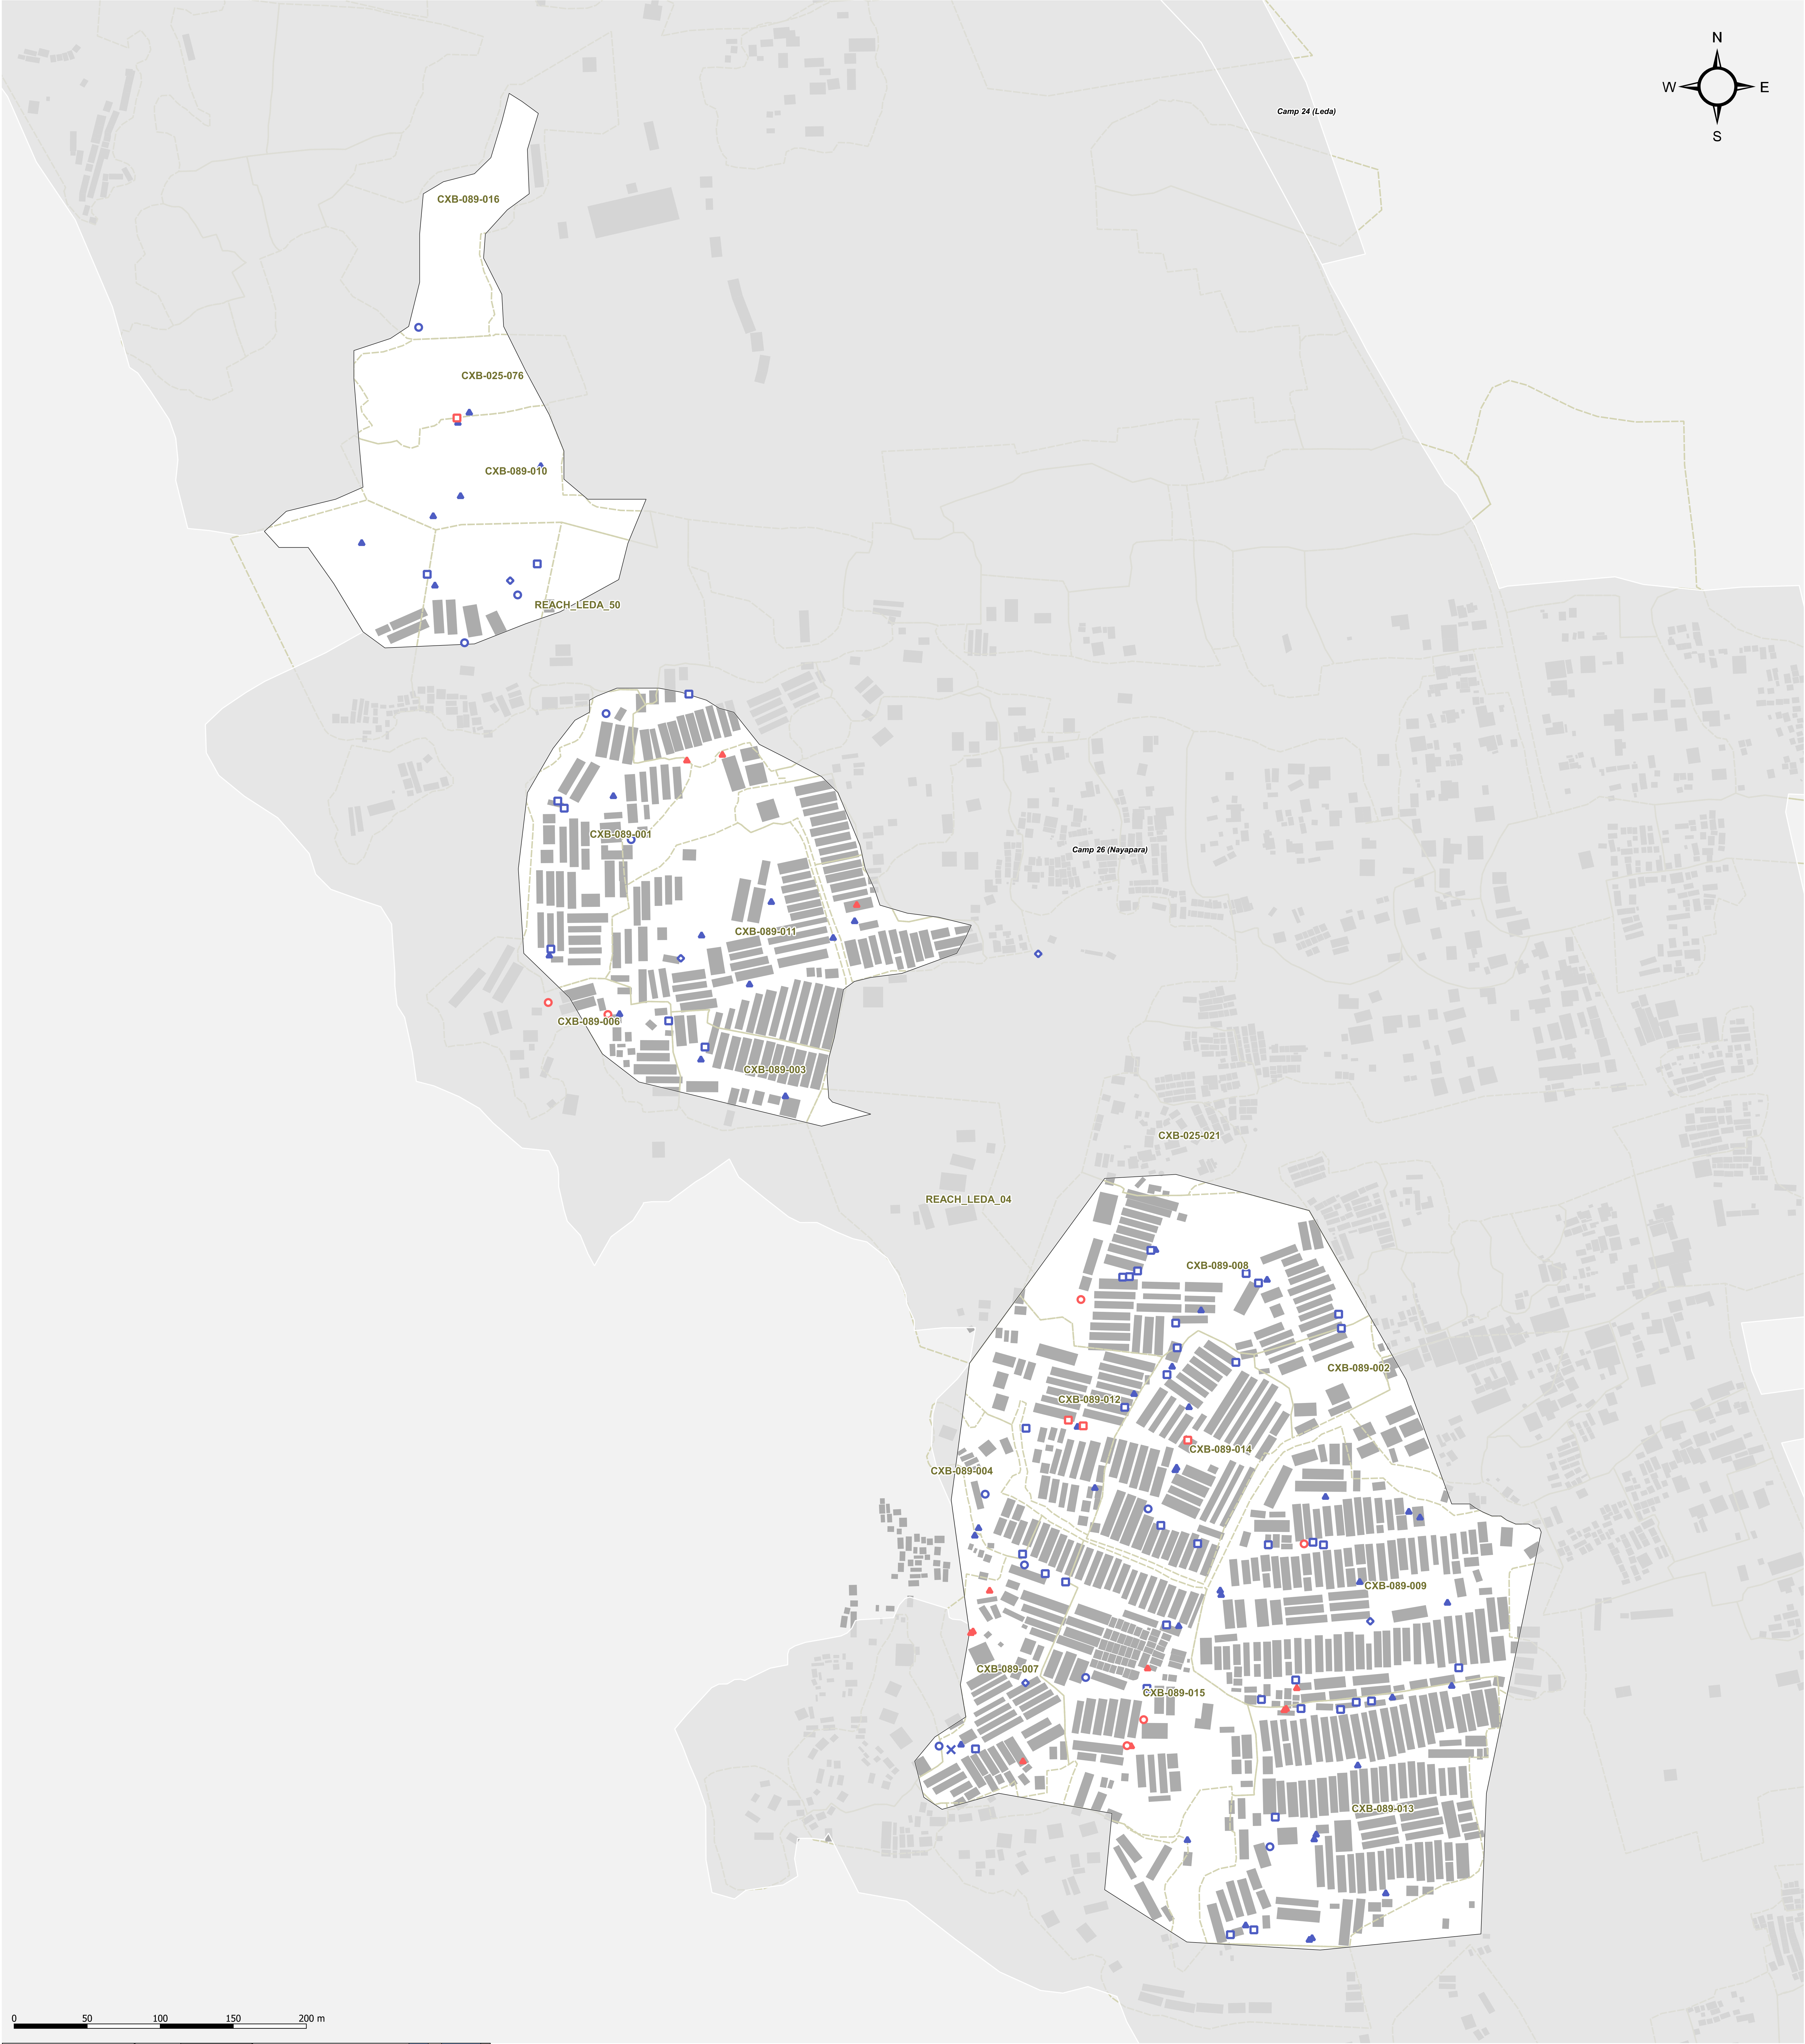 N
W E
S
Camp 24 (Leda)
CXB-089-016
CXB-025-076
CXB-089-010
REACH_LEDA_50
CXB-089-001
Camp 26 (Nayapara)
CXB-089-011
CXB-089-006
CXB-089-003
CXB-025-021
REACH_LEDA_04
CXB-089-008
CXB-089-002
CXB-089-012
CXB-089-014
CXB-089-004
CXB-089-009
CXB-089-007
CXB-089-015
CXB-089-013
0 50 100 150 200 m